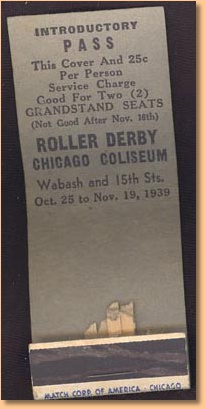 INTRODUCTORY
PASS
This Cover And 25c
Per Person
Service Charge
Good For Two (2)
GRANDSTAND SEATS
(Not Good After Nov. 16th)
ROLLER DERBY
CHICAGO COLISEUM
Wabash and 15th Sts.
Oct. 25 to Nov. 19, 1939
MATCH CORP. OF AMERICA - CHICAGO